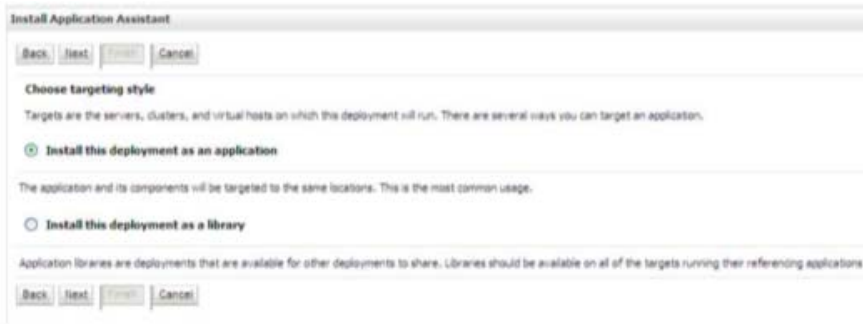 Install Application Assistant
Back Next Finish Cancel
Choose targeting style
Targets are the servers, clusters, and virtual hosts on which this deployment will run. There are several ways you can target an application.
Install this deployment as an application
The application and its components will be targeted to the same locations. This is the most common usage.
Install this deployment as a library
Application libraries are deployments that are available for other deployments to share. Libraries should be available on all of the targets running their referencing applications
Back Next Finish Cancel